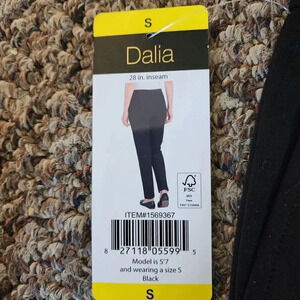 S
Dalia
28 in. inseam
FSC
ITEM#1569367
8 27118 05599 5
Model is 5'7
and wearing a size S
Black
S